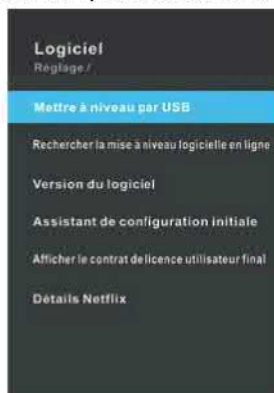 Logiciel
Réglage /
Mettre à niveau par USB
Rechercher la mise à niveau logicielle en ligne
Version du logiciel
Assistant de configuration initiale
Afficher le contrat de licence utilisateur final
Détails Netflix